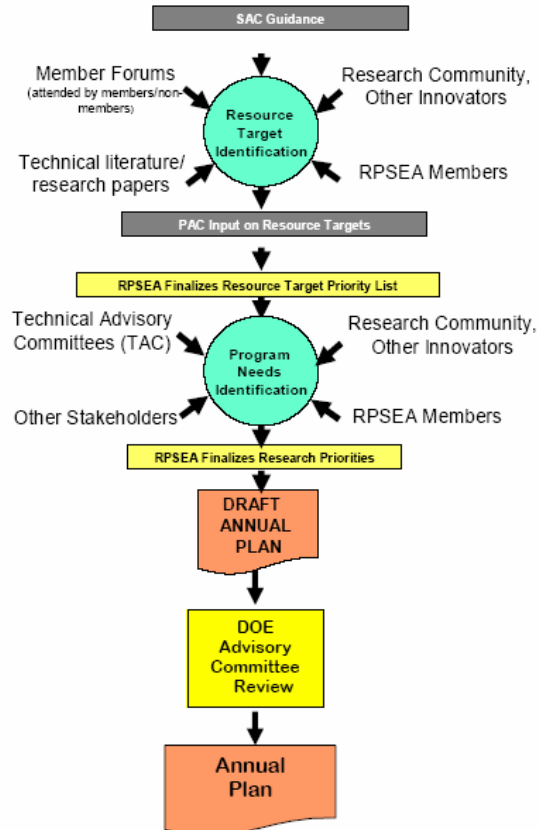 SAC Guidance
Member Forums
(attended by members/non-
members)
Research Community,
Other Innovators
Resource
Target
Identification
Technical literature/
research papers
RPSEA Members
PAC Input on Resource Targets
RPSEA Finalizes Resource Target Priority List
Technical Advisory
Committees (TAC)
Research Community,
Other Innovators
Program
Needs
Identification
Other Stakeholders
RPSEA Members
RPSEA Finalizes Research Priorities
DRAFT
ANNUAL
PLAN
DOE
Advisory
Committee
Review
Annual
Plan